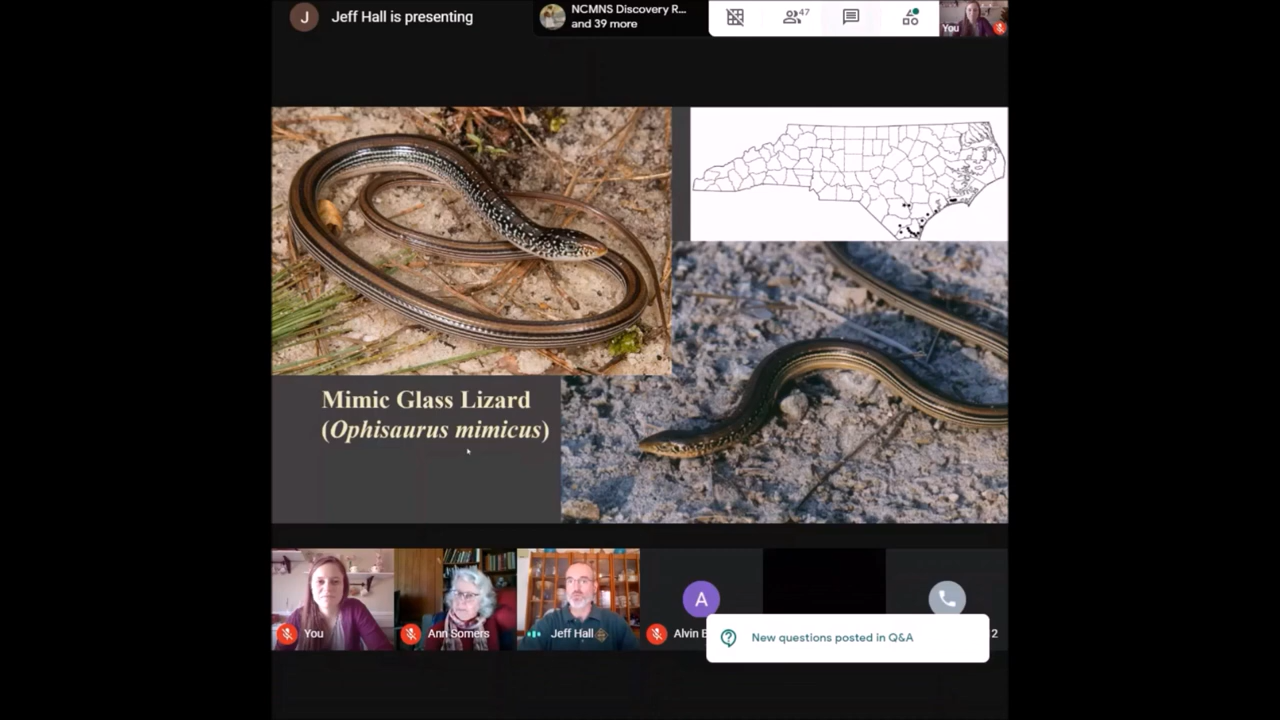 J
Jeff Hall is presenting
NCMNS Discovery R...
and 39 more
47
You
Mimic Glass Lizard
(Ophisaurus mimicus)
You
Ann Somers
Jeff Hall
A
Alvin
New questions posted in Q&A
2